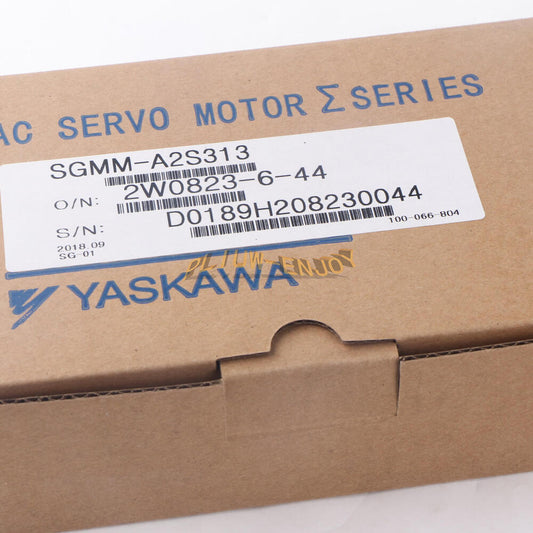 AC SERVO MOTOR Σ SERIES
SGMM-A2S313
O/N: 2W0823-6-44
S/N: D0189H208230044
2018.09
SG-01
100-066-804
YASKAWA